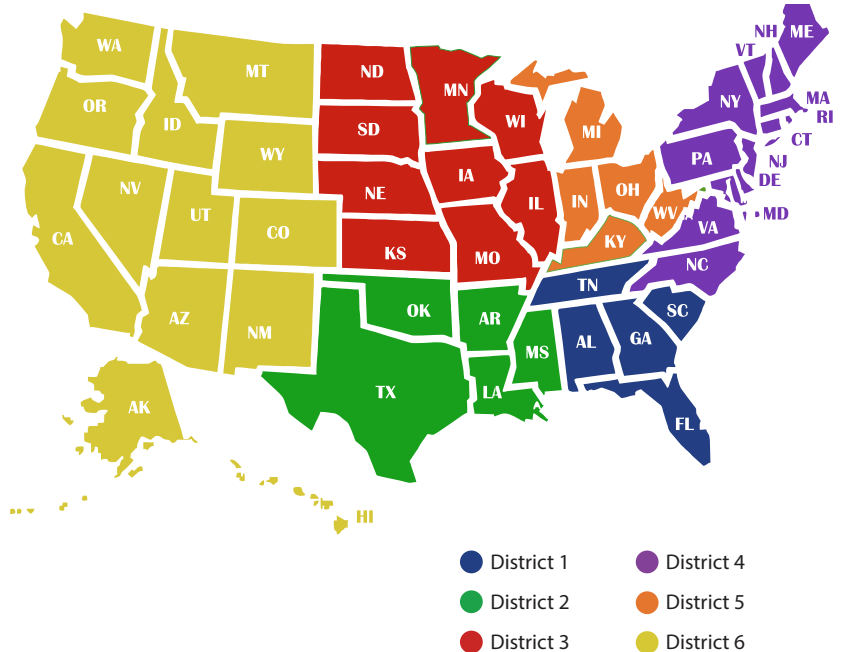 WA
MT
ND
MN
OR
ID
SD
WI
MI
WY
NE
IA
NV
UT
CO
CA
KS
MO
IL
IN
OH
WV
KY
PA
NY
VT
NH
ME
MA
RI
CT
NJ
DE
MD
VA
NC
TN
SC
AZ
NM
OK
AR
MS
AL
GA
TX
LA
FL
AK
HI
District 1
District 2
District 3
District 4
District 5
District 6